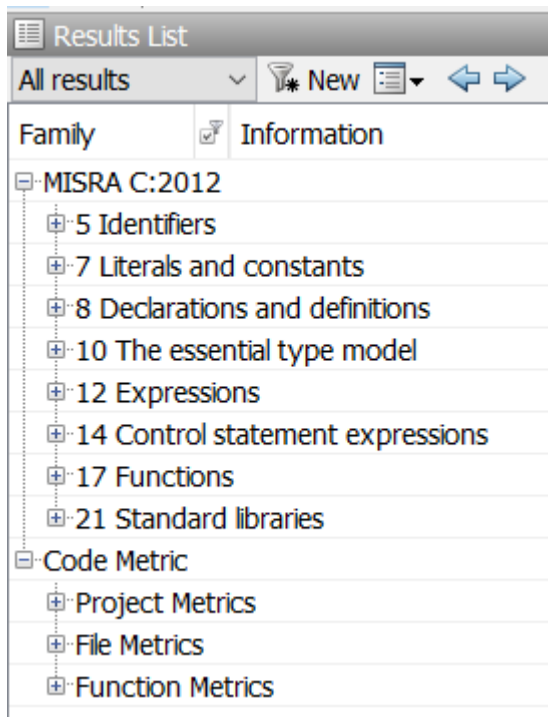 Results List
All results New
Family Information
MISRA C:2012
5 Identifiers
7 Literals and constants
8 Declarations and definitions
10 The essential type model
12 Expressions
14 Control statement expressions
17 Functions
21 Standard libraries
Code Metric
Project Metrics
File Metrics
Function Metrics